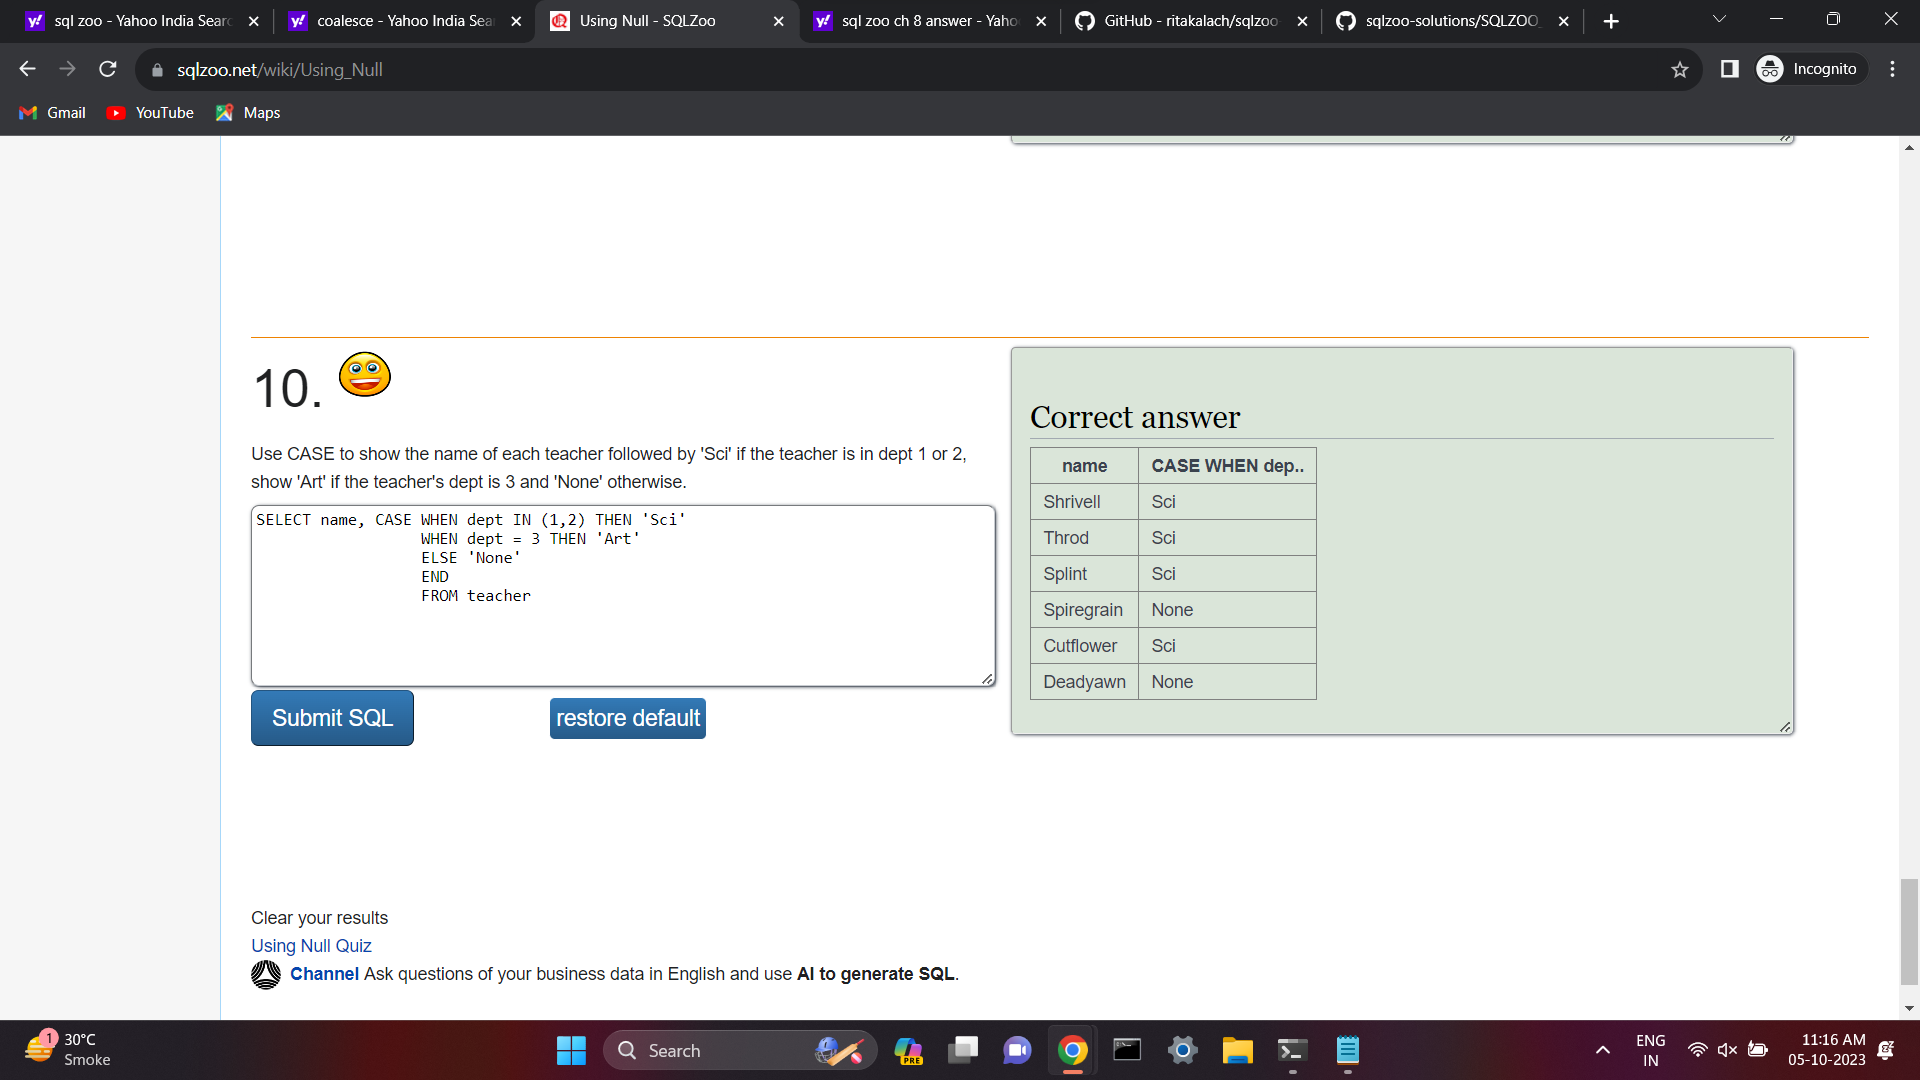 sql zoo - Yahoo India Searc
coalesce - Yahoo India Sear
Using Null - SQLZoo
sql zoo ch 8 answer - Yaho
GitHub - ritakalach/sqlzoo-
sqlzoo-solutions/SQLZOO_
sqlzoo.net/wiki/Using_Null
Incognito
Gmail
YouTube
Maps
10.
Use CASE to show the name of each teacher followed by 'Sci' if the teacher is in dept 1 or 2,
show 'Art' if the teacher's dept is 3 and 'None' otherwise.
SELECT name, CASE WHEN dept IN (1,2) THEN 'Sci'
WHEN dept = 3 THEN 'Art'
ELSE 'None'
END
FROM teacher
Submit SQL
restore default
Correct answer
name CASE WHEN dep..
Shrivell Sci
Throd Sci
Splint Sci
Spiregrain None
Cutflower Sci
Deadyawn None
Clear your results
Using Null Quiz
Channel Ask questions of your business data in English and use AI to generate SQL.
1
30°C
Smoke
Search
PRE
ENG
IN
11:16 AM
05-10-2023